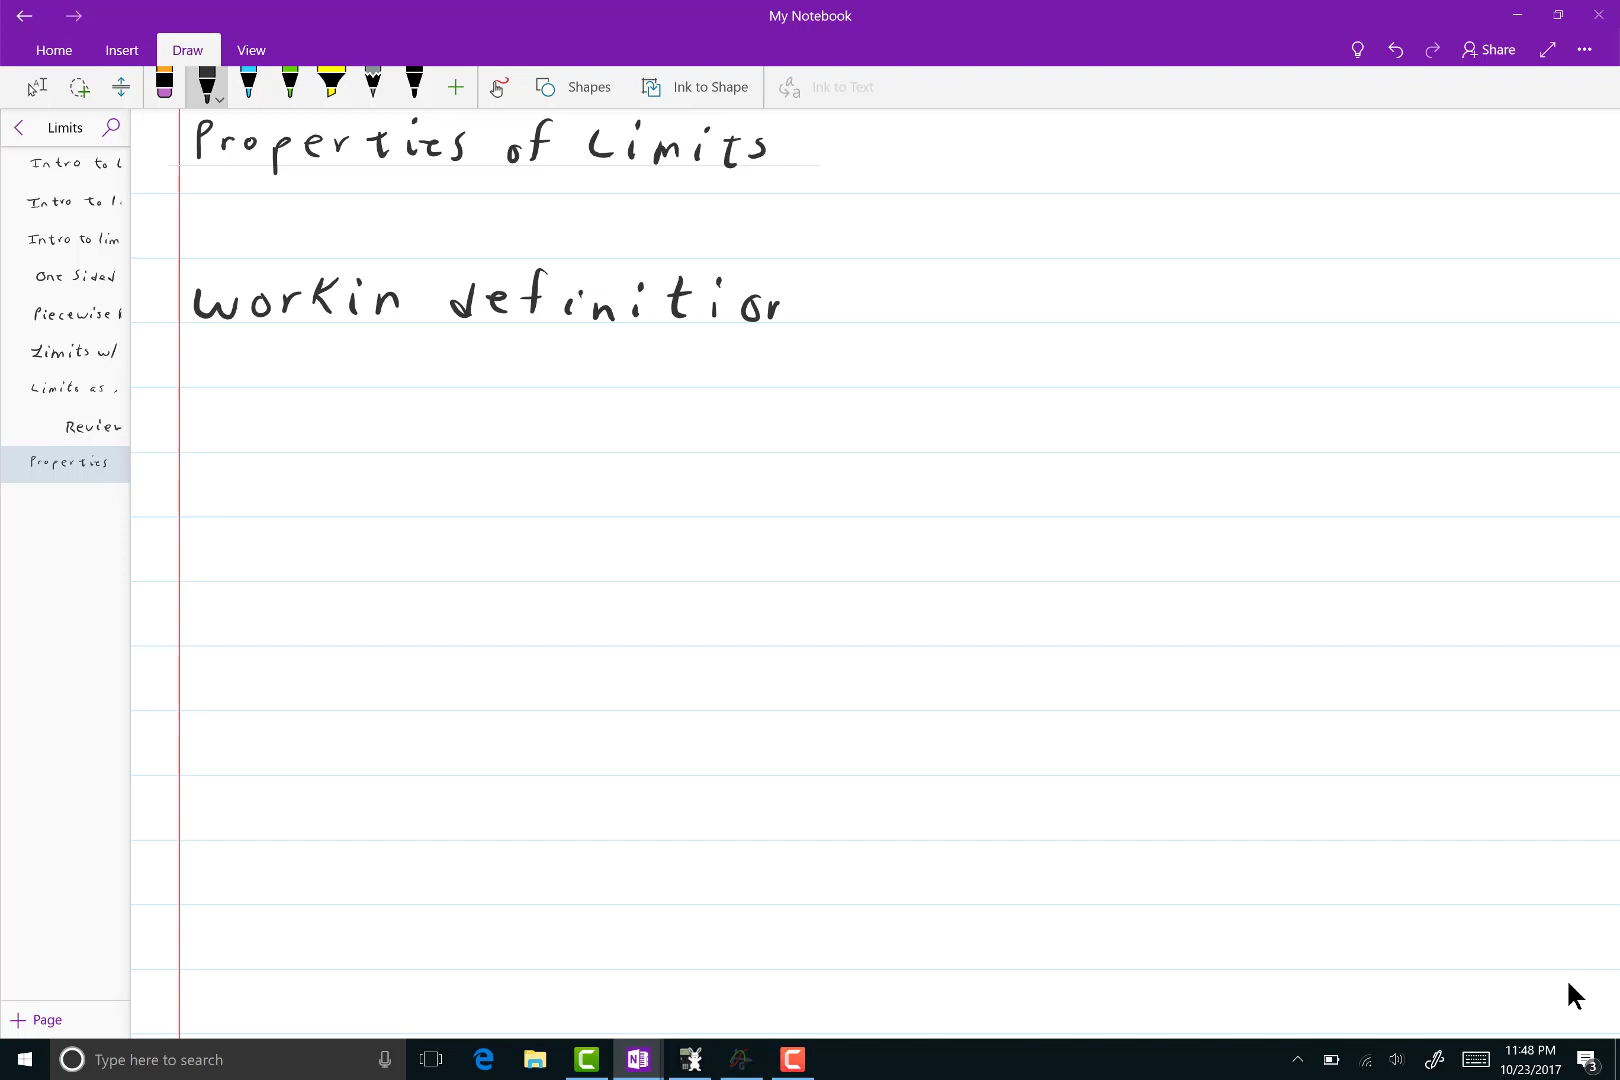 My Notebook
Home Insert Draw View Share
Shapes Ink to Shape Ink to Text
Limits
Properties of Limits
Intro to L
Intro to l
Intro to lim
One Sided
Piecewise
Limits w/
Limits as
Review
Properties
workin definition
Page
Type here to search
11:48 PM
10/23/2017
3